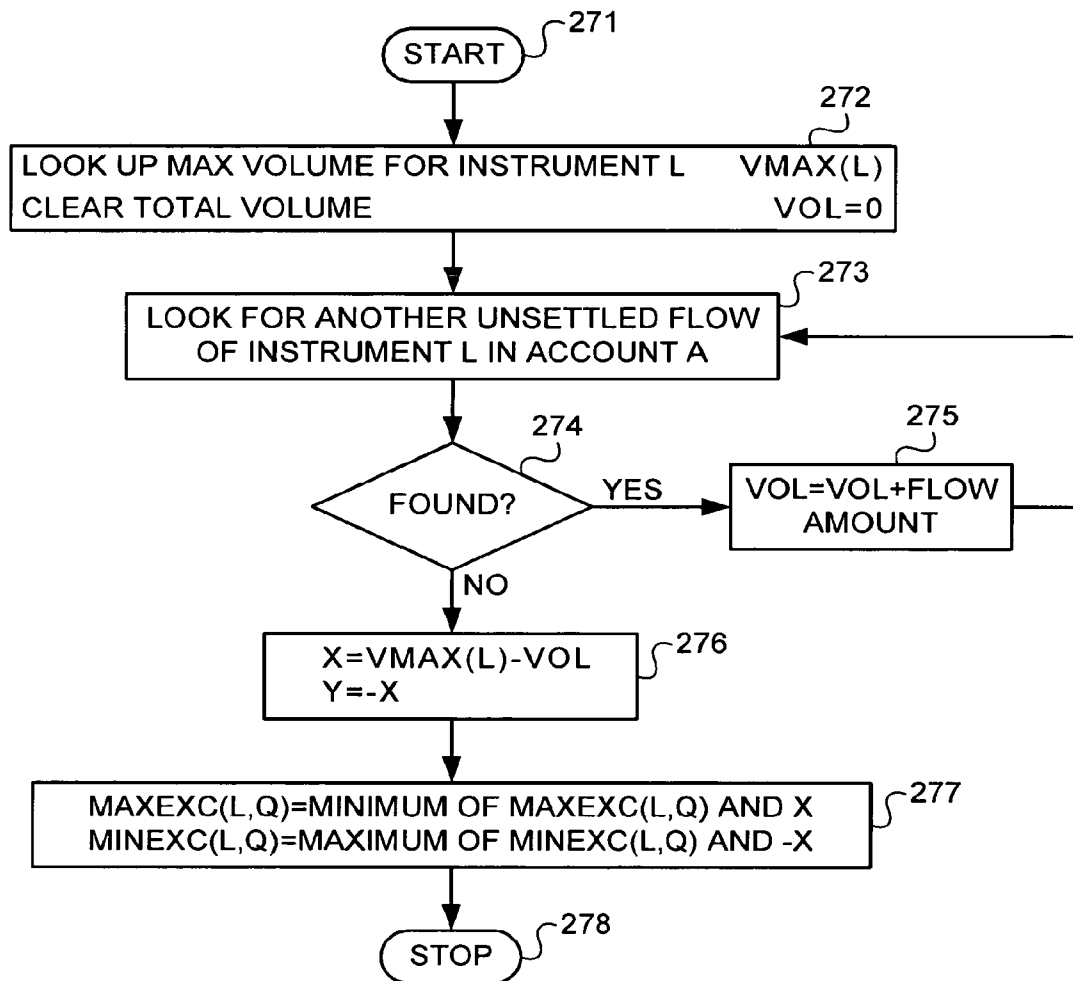 271
START
272
LOOK UP MAX VOLUME FOR INSTRUMENT L VMAX(L)
CLEAR TOTAL VOLUME VOL=0
273
LOOK FOR ANOTHER UNSETTLED FLOW
OF INSTRUMENT L IN ACCOUNT A
274
FOUND?
YES
275
VOL=VOL+FLOW
AMOUNT
NO
276
X=VMAX(L)-VOL
Y=-X
277
MAXEXC(L,Q)=MINIMUM OF MAXEXC(L,Q) AND X
MINEXC(L,Q)=MAXIMUM OF MINEXC(L,Q) AND -X
STOP
278